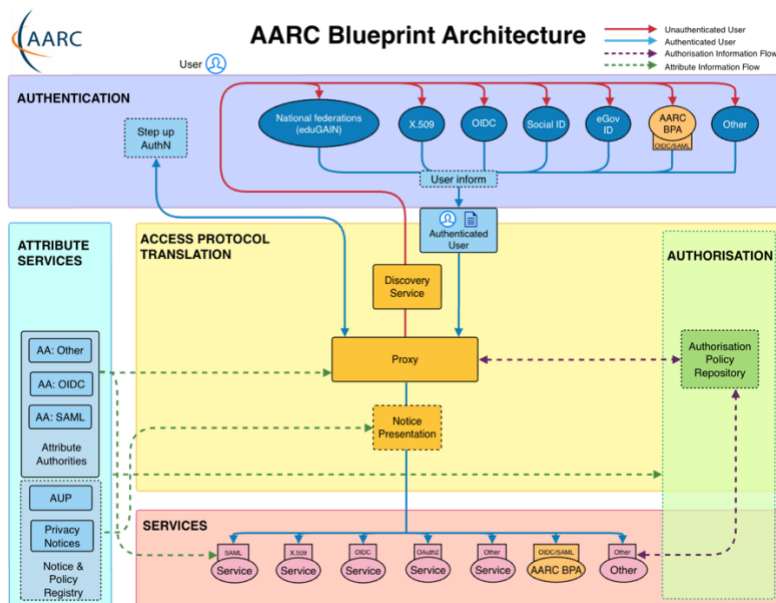 AARC
AARC Blueprint Architecture
Unauthenticated User
Authenticated User
Authorisation Information Flow
Attribute Information Flow
User
AUTHENTICATION
Step up
AuthN
National federations
(eduGAIN)
X.509
OIDC
Social ID
eGov
ID
AARC
BPA
OIDC/SAML
Other
User inform
Authenticated
User
ATTRIBUTE
SERVICES
ACCESS PROTOCOL
TRANSLATION
AUTHORISATION
Discovery
Service
AA: Other
AA: OIDC
AA: SAML
Attribute
Authorities
Proxy
Authorisation
Policy
Repository
Notice
Presentation
AUP
Privacy
Notices
Notice &
Policy
Registry
SERVICES
SAML
Service
X.509
Service
OIDC
Service
OAuth2
Service
Other
Service
OIDC/SAML
AARC BPA
Other
Other